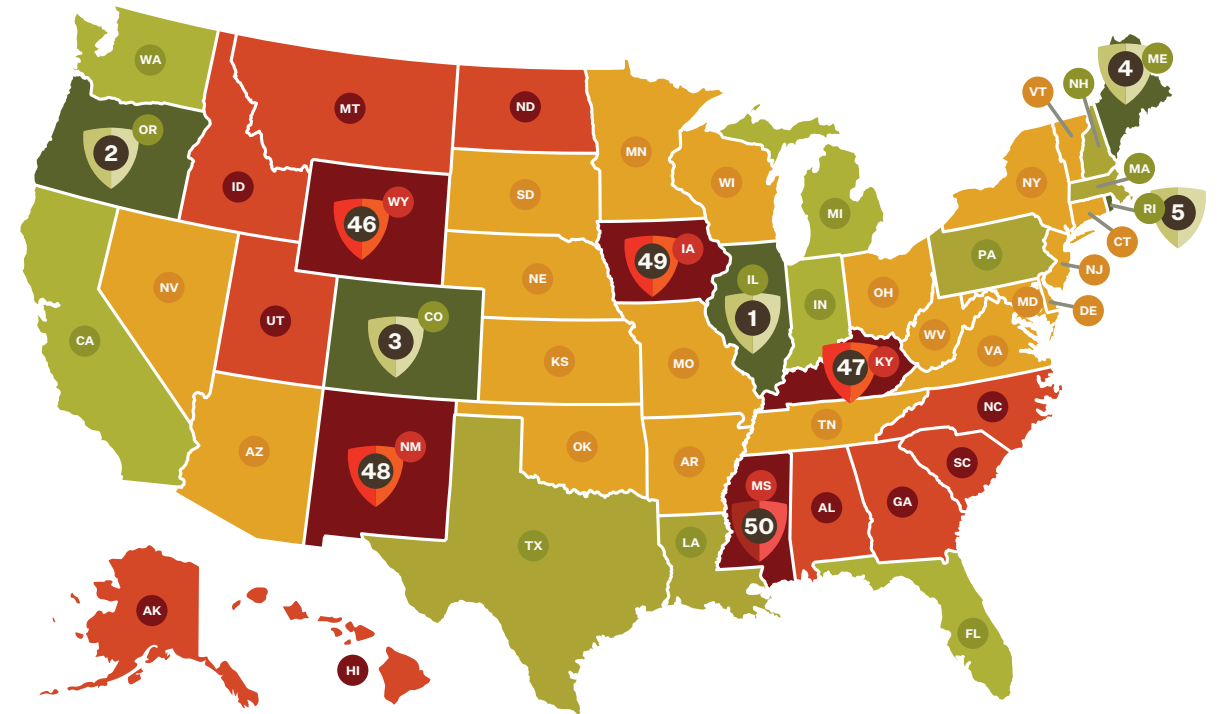 WA
MT
ND
MN
ME
4
NH
VT
OR
2
ID
WY
46
SD
WI
MI
NY
MA
RI
5
CT
NJ
DE
MD
PA
IA
49
NE
IL
1
IN
OH
WV
VA
NV
UT
CO
3
KS
MO
47
KY
CA
NC
TN
SC
AZ
NM
48
OK
AR
MS
50
AL
GA
TX
LA
FL
AK
HI